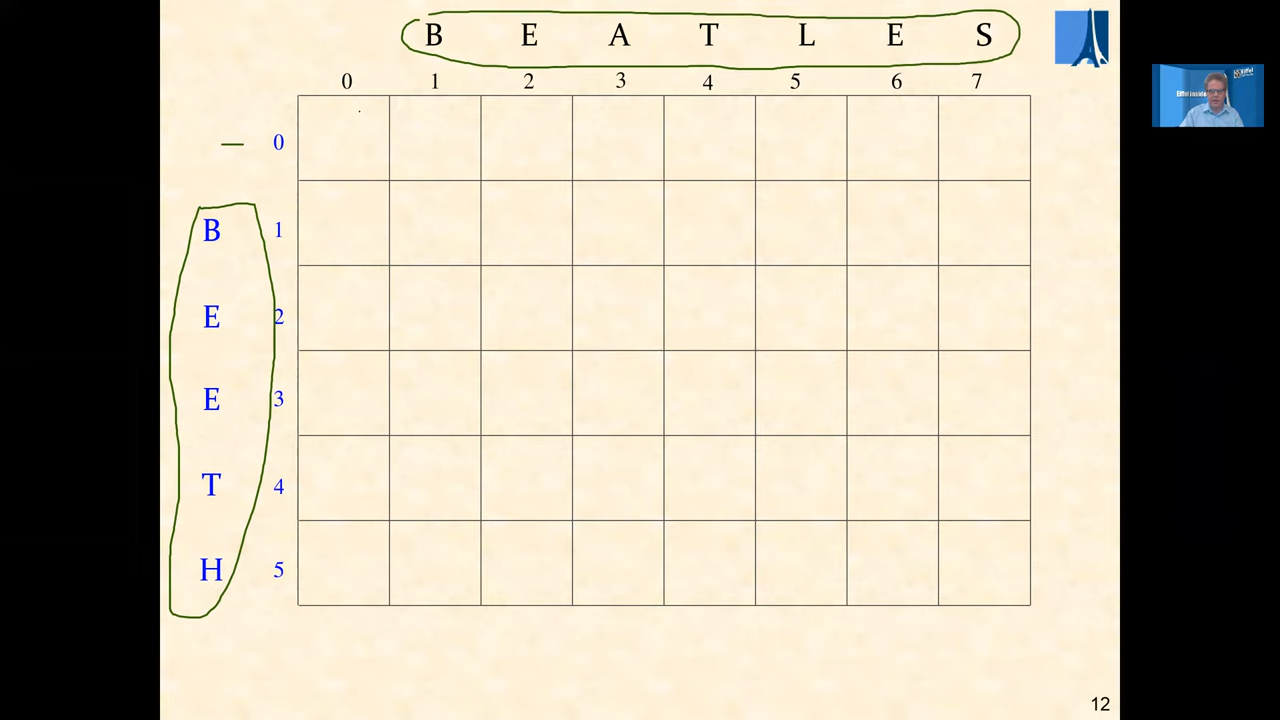 B E A T L E S
0 1 2 3 4 5 6 7
— 0
B 1
E 2
E 3
T 4
H 5
12